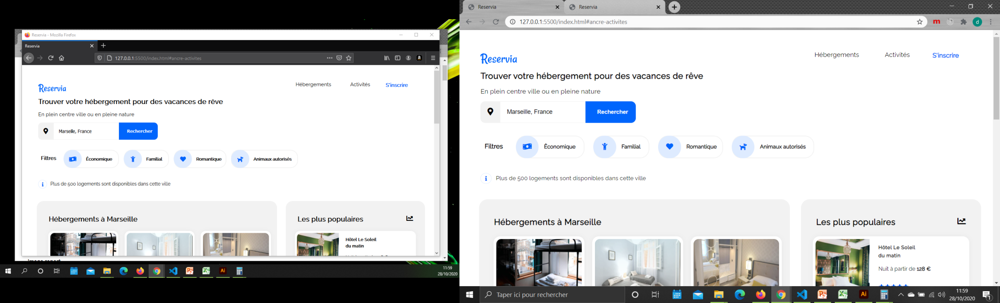 Reservia - Mozilla Firefox
Reservia
127.0.0.1:5500/index.html#ancre-activites
Reservia
Hébergements
Activités
S'inscrire
Trouver votre hébergement pour des vacances de rêve
En plein centre ville ou en pleine nature
Marseille, France
Rechercher
Filtres
Économique
Familial
Romantique
Animaux autorisés
Plus de 500 logements sont disponibles dans cette ville
Hébergements à Marseille
Les plus populaires
Hôtel Le Soleil
du matin
11:59
28/10/2020
Reservia
Reservia
127.0.0.1:5500/index.html#ancre-activites
m
d
Reservia
Hébergements
Activités
S'inscrire
Trouver votre hébergement pour des vacances de rêve
En plein centre ville ou en pleine nature
Marseille, France
Rechercher
Filtres
Économique
Familial
Romantique
Animaux autorisés
Plus de 500 logements sont disponibles dans cette ville
Hébergements à Marseille
Les plus populaires
Hôtel Le Soleil
du matin
Nuit à partir de 128 €
Taper ici pour rechercher
Ai
11:59
28/10/2020
1